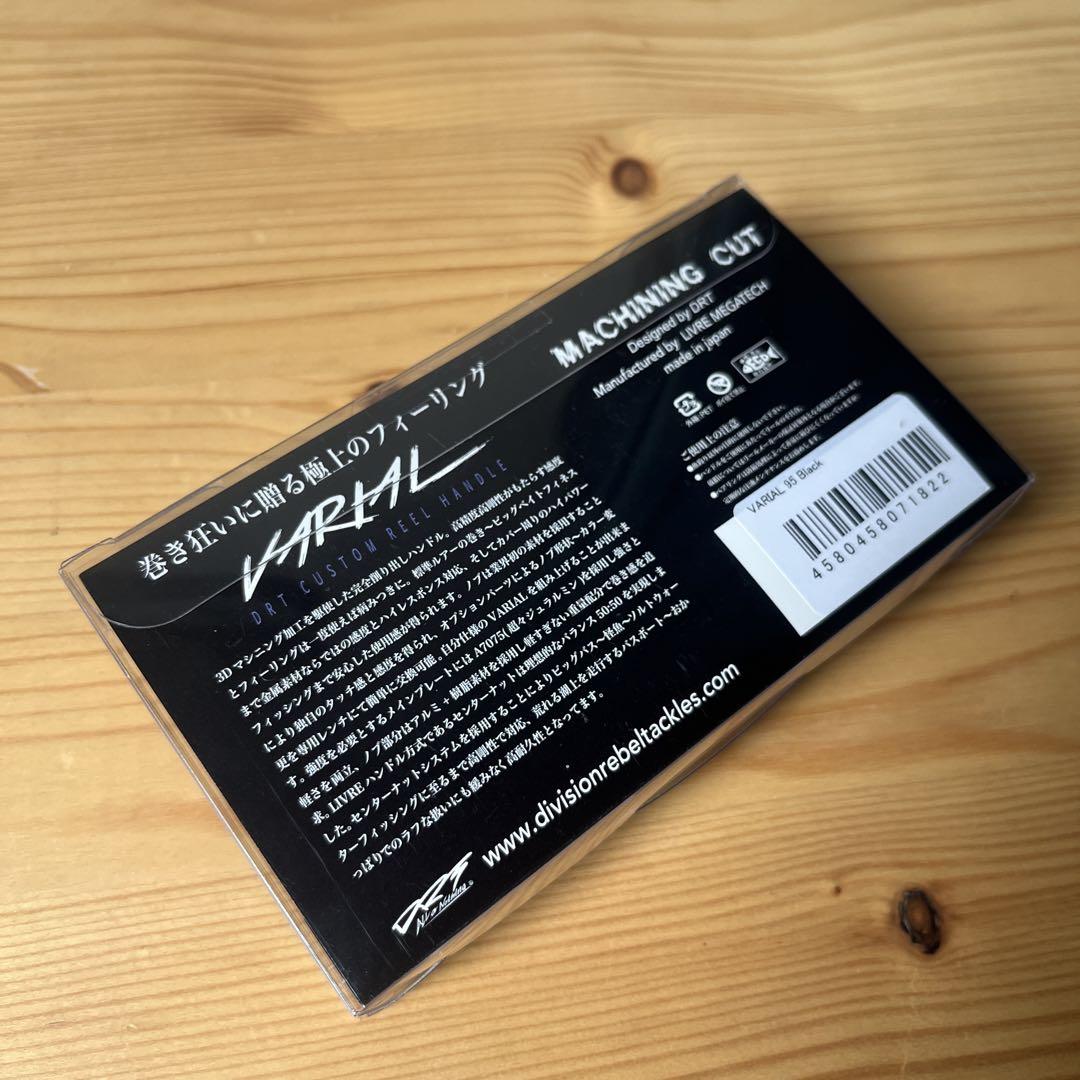 巻き狂いに贈る極上のフィーリング
VARIAL
DRT CUSTOM REEL HANDLE
3Dマシニング加工を駆使した完全削り出しハンドル。高精度高剛性がもたらす感度
とフィーリングは一度使えば病みつきに。標準ルアーの巻き〜ビッグベイトフィネス
まで金属素材ならではの感度とハイレスポンス対応、そしてカバー周りのハイパワー
フィッシングまで安心した使用感が得られます。ノブは業界初の素材を採用すること
により独自のタッチ感と感度を得られ、オプションパーツによるノブ形状〜カラー変
更を専用レンチにて簡単に交換可能。自分仕様のVARIALを組み上げることが出来ま
す。強度を必要とするメインプレートにはA7075(超々ジュラルミン)を採用し強さと
軽さを両立、ノブ部分はアルミ+樹脂素材を採用し軽すぎない重量配分で巻き感を追
求。LIVREハンドル方式であるセンターナットは理想的なバランス50:50を実現しま
した。センターナットシステムを採用することによりビッグバス〜怪魚〜ソルトウォー
ターフィッシングに至るまで高剛性で対応、荒れる湖上を走行するバスボート〜おか
っぱりでのラフな扱いにも緩みなく高耐久性となってます。
DRT
All or Nothing
www.divisionrebeltackles.com
MACHINING CUT
Designed by DRT
Manufactured by LIVRE MEGATECH
made in japan
外箱:PET
ご使用上の注意
VARIAL 95 Black
4580458071822